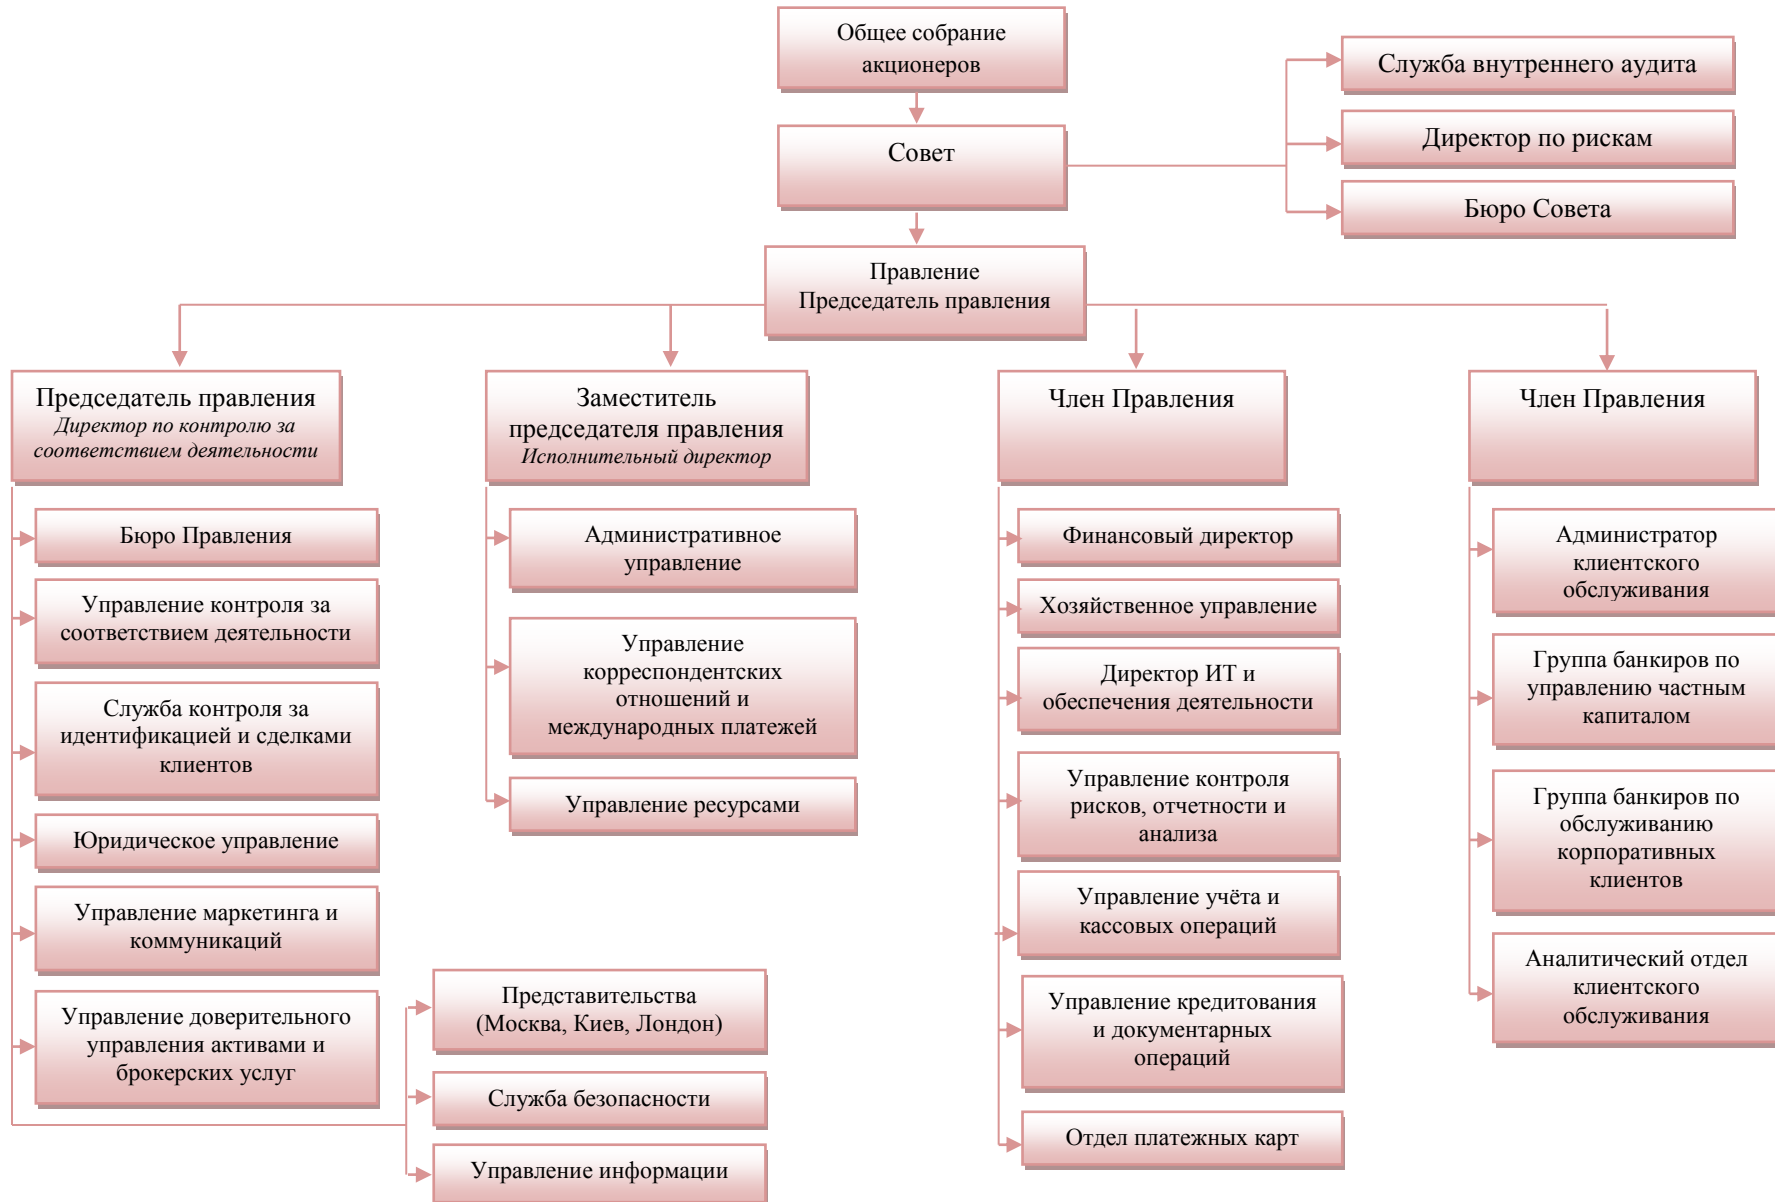 Общее собрание
акционеров
Служба внутреннего аудита
Совет
Директор по рискам
Бюро Совета
Правление
Председатель правления
Председатель правления
Директор по контролю за
соответствием деятельности
Бюро Правления
Управление контроля за
соответствием деятельности
Служба контроля за
идентификацией и сделками
клиентов
Юридическое управление
Управление маркетинга и
коммуникаций
Управление доверительного
управления активами и
брокерских услуг
Представительства
(Москва, Киев, Лондон)
Служба безопасности
Управление информации
Заместитель
председателя правления
Исполнительный директор
Административное
управление
Управление
корреспондентских
отношений и
международных платежей
Управление ресурсами
Член Правления
Финансовый директор
Хозяйственное управление
Директор ИТ и
обеспечения деятельности
Управление контроля
рисков, отчетности и
анализа
Управление учёта и
кассовых операций
Управление кредитования
и документарных
операций
Отдел платежных карт
Член Правления
Администратор
клиентского
обслуживания
Группа банкиров по
управлению частным
капиталом
Группа банкиров по
обслуживанию
корпоративных
клиентов
Аналитический отдел
клиентского
обслуживания